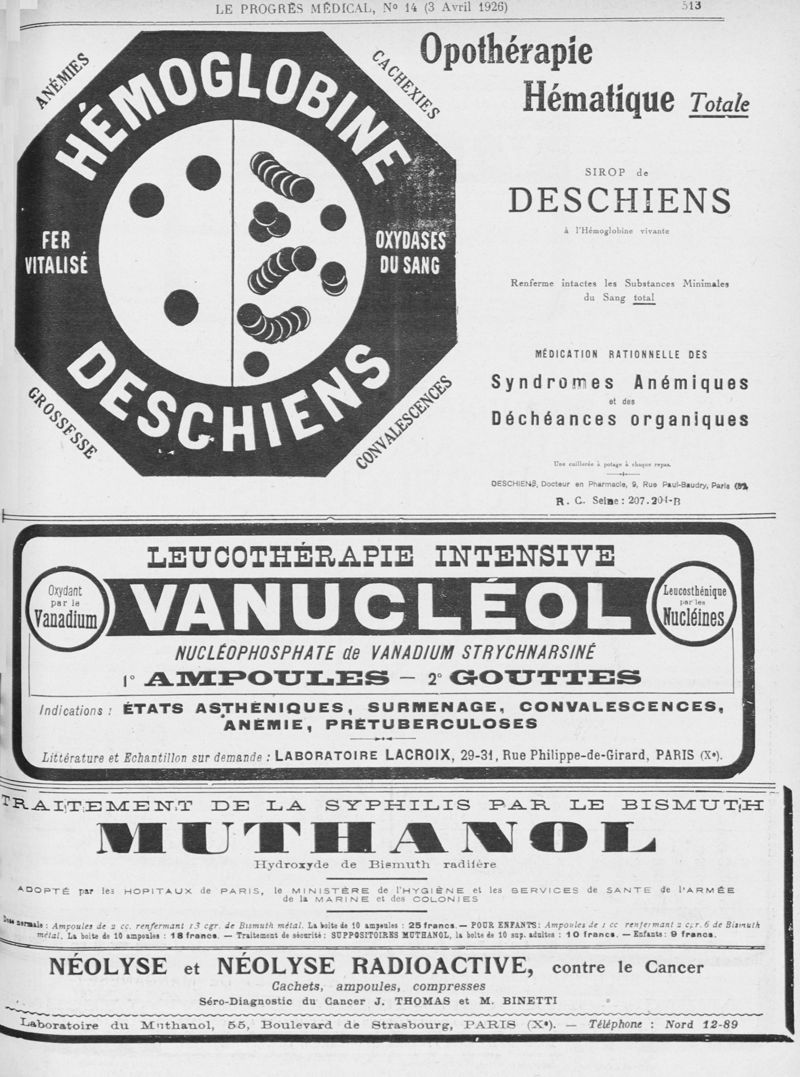 LE PROGRÈS MÉDICAL, Nº 14 (3 Avril 1926)
513
ANÉMIES
CACHEXIES
HÉMOGLOBINE
FER
VITALISÉ
OXYDASES
DU SANG
DESCHIENS
GROSSESSE
CONVALESCENCES
Opothérapie
Hématique Totale
SIROP de
DESCHIENS
à l'Hémoglobine vivante
Renferme intactes les Substances Minimales
du Sang total
MÉDICATION RATIONNELLE DES
Syndromes Anémiques
et des
Déchéances organiques
Une cuillerée à potage à chaque repas.
DESCHIENS, Docteur en Pharmacie, 9, Rue Paul-Baudry, Paris
R. C. Seine : 207.204-B
LEUCOTHÉRAPIE INTENSIVE
Oxydant
par le
Vanadium
VANUCLÉOL
Leucosthénique
par les
Nucléines
NUCLÉOPHOSPHATE de VANADIUM STRYCHNARSINÉ
1º AMPOULES — 2º GOUTTES
Indications : ÉTATS ASTHÉNIQUES, SURMENAGE, CONVALESCENCES,
ANÉMIE, PRÉTUBERCULOSES
Littérature et Echantillon sur demande : LABORATOIRE LACROIX, 29-31, Rue Philippe-de-Girard, PARIS (Xe).
TRAITEMENT DE LA SYPHILIS PAR LE BISMUTH
MUTHANOL
Hydroxyde de Bismuth radifère
ADOPTÉ par les HOPITAUX de PARIS, le MINISTÈRE de l'HYGIÈNE et les SERVICES de SANTE de l'ARMÉE
de la MARINE et des COLONIES
Dose normale : Ampoules de 2 cc. renfermant 13 cgr. de Bismuth métal. La boite de 10 ampoules : 25 francs. — POUR ENFANTS : Ampoules de 1 cc renfermant 2 cgr. 6 de Bismuth
métal. La boite de 10 ampoules : 18 francs. — Traitement de sécurité : SUPPOSITOIRES MUTHANOL, la boîte de 10 sup. adultes : 10 francs. — Enfants : 9 francs.
NÉOLYSE et NÉOLYSE RADIOACTIVE, contre le Cancer
Cachets, ampoules, compresses
Séro-Diagnostic du Cancer J. THOMAS et M. BINETTI
Laboratoire du Muthanol, 55, Boulevard de Strasbourg, PARIS (Xe). — Téléphone : Nord 12-89